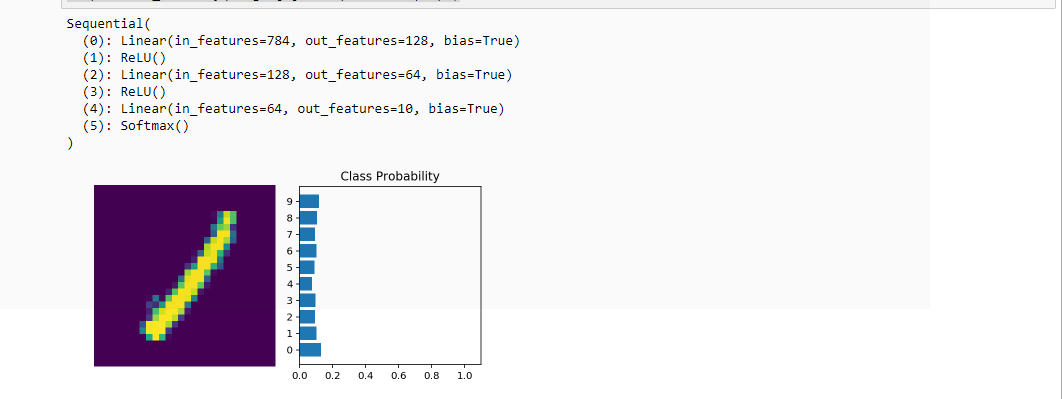 Sequential(
(0): Linear(in_features=784, out_features=128, bias=True)
(1): ReLU()
(2): Linear(in_features=128, out_features=64, bias=True)
(3): ReLU()
(4): Linear(in_features=64, out_features=10, bias=True)
(5): Softmax()
)
Class Probability
9
8
7
6
5
4
3
2
1
0
0.0 0.2 0.4 0.6 0.8 1.0